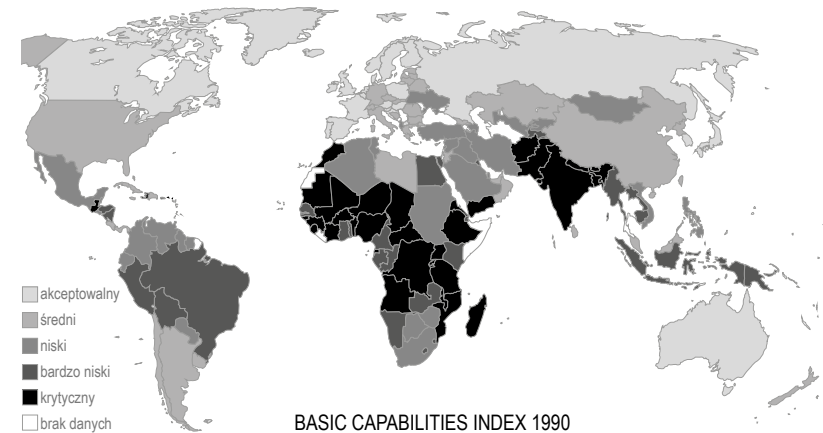 akceptowalny
średni
niski
bardzo niski
krytyczny
brak danych
BASIC CAPABILITIES INDEX 1990